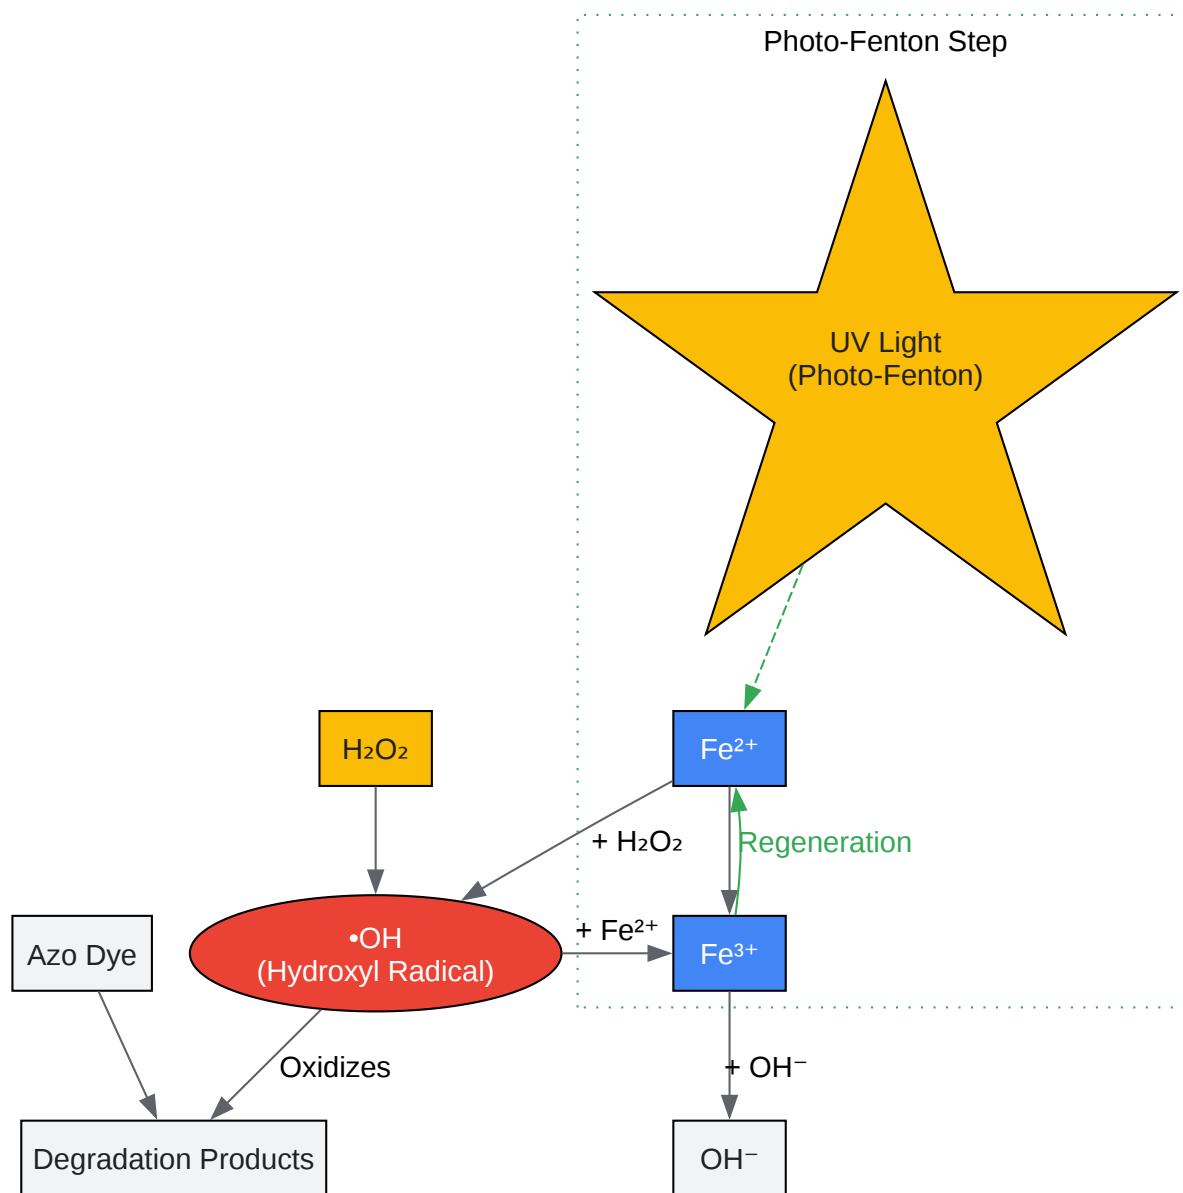 Photo-Fenton Step
UV Light
(Photo-Fenton)
H₂O₂
Fe²⁺
+ H₂O₂
Regeneration
Azo Dye
•OH
(Hydroxyl Radical)
+ Fe²⁺
Fe³⁺
Oxidizes
+ OH⁻
Degradation Products
OH⁻